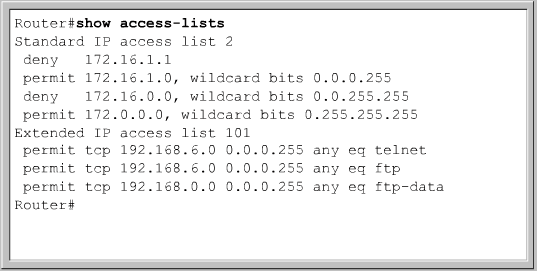 Router#show access-lists
Standard IP access list 2
 deny   172.16.1.1
 permit 172.16.1.0, wildcard bits 0.0.0.255
 deny   172.16.0.0, wildcard bits 0.0.255.255
 permit 172.0.0.0, wildcard bits 0.255.255.255
Extended IP access list 101
 permit tcp 192.168.6.0 0.0.0.255 any eq telnet
 permit tcp 192.168.6.0 0.0.0.255 any eq ftp
 permit tcp 192.168.0.0 0.0.0.255 any eq ftp-data
Router#